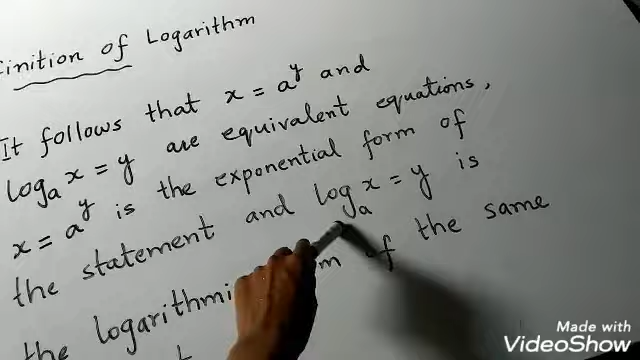 finition of Logarithm
It follows that x = a^y and
log_a x = y are equivalent equations,
x = a^y is the exponential form of
the statement and log_a x = y is
the logarithmi m of the same
Made with
VideoShow